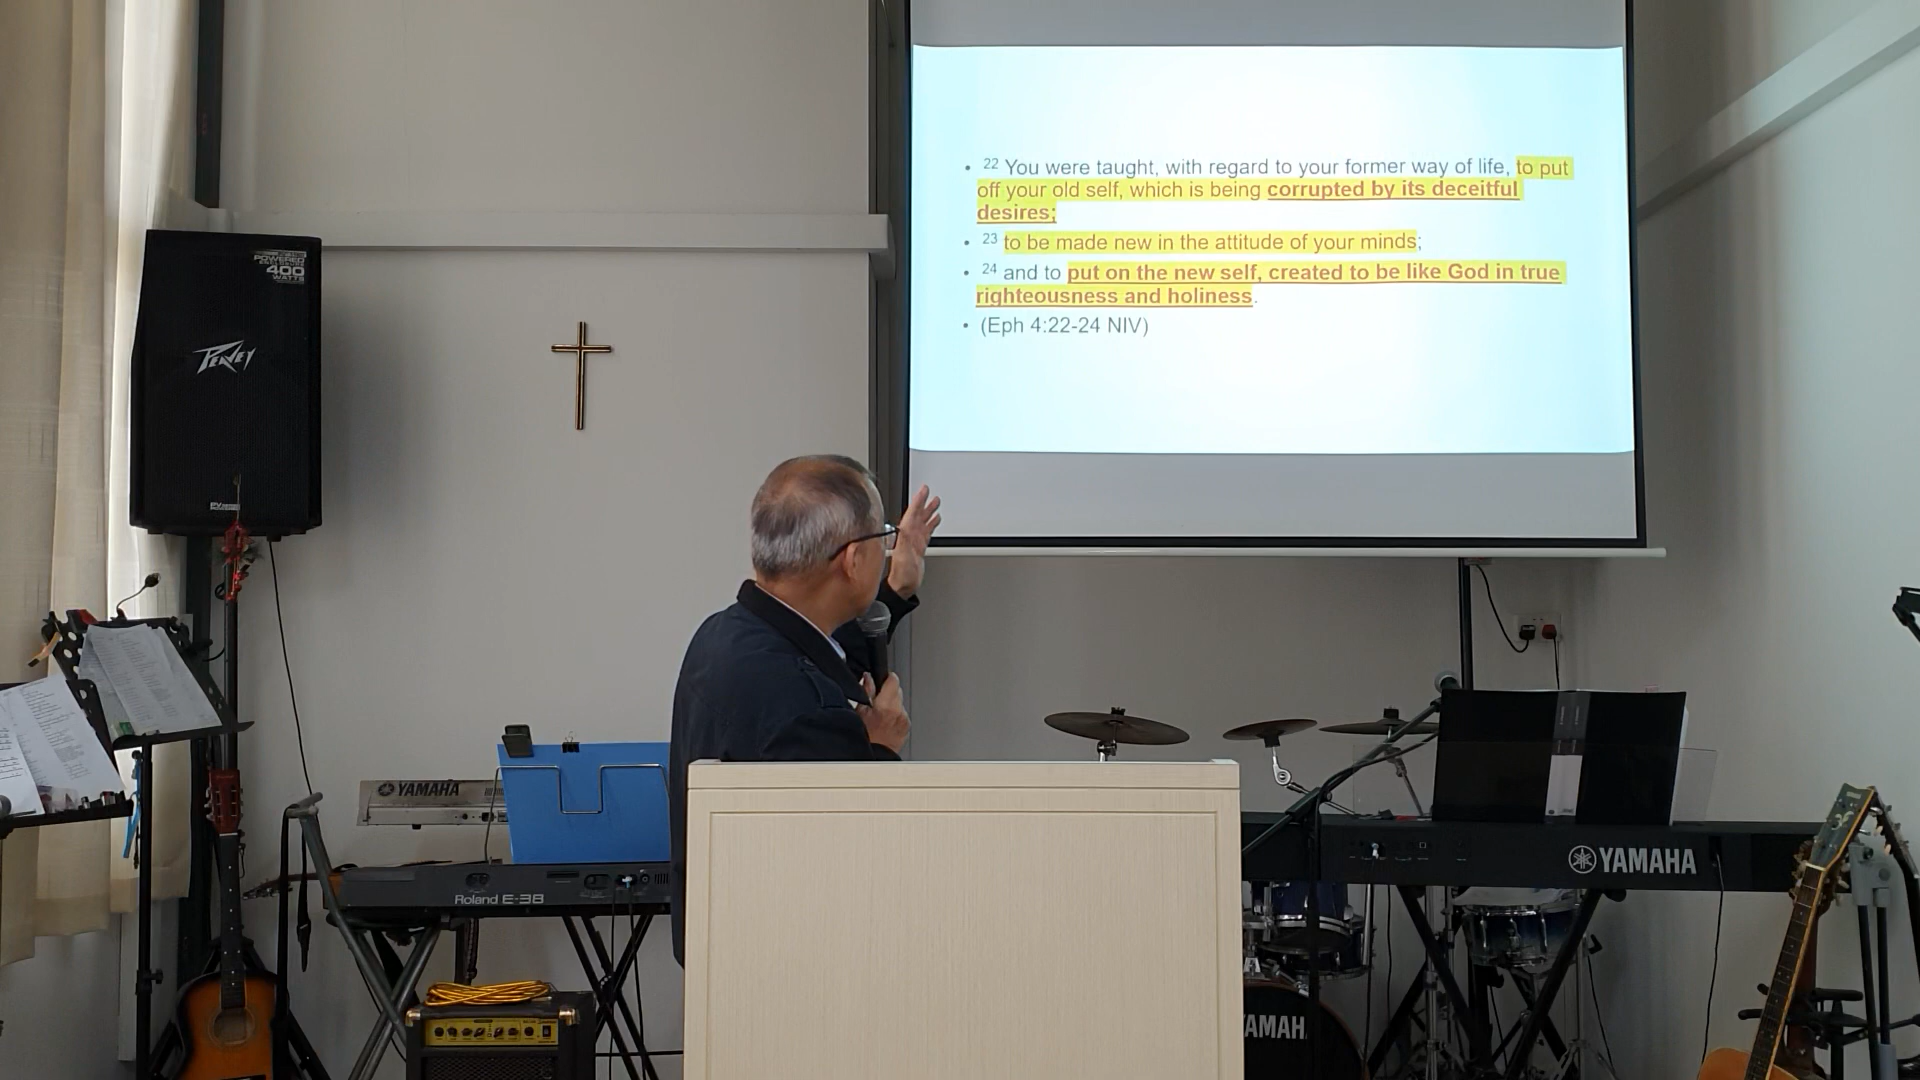 22 You were taught, with regard to your former way of life, to put
off your old self, which is being corrupted by its deceitful
desires;
23 to be made new in the attitude of your minds;
24 and to put on the new self, created to be like God in true
righteousness and holiness.
(Eph 4:22-24 NIV)
POWERED
400
WATTS
PEAVEY
YAMAHA
Roland E-38
YAMAHA
YAMAH